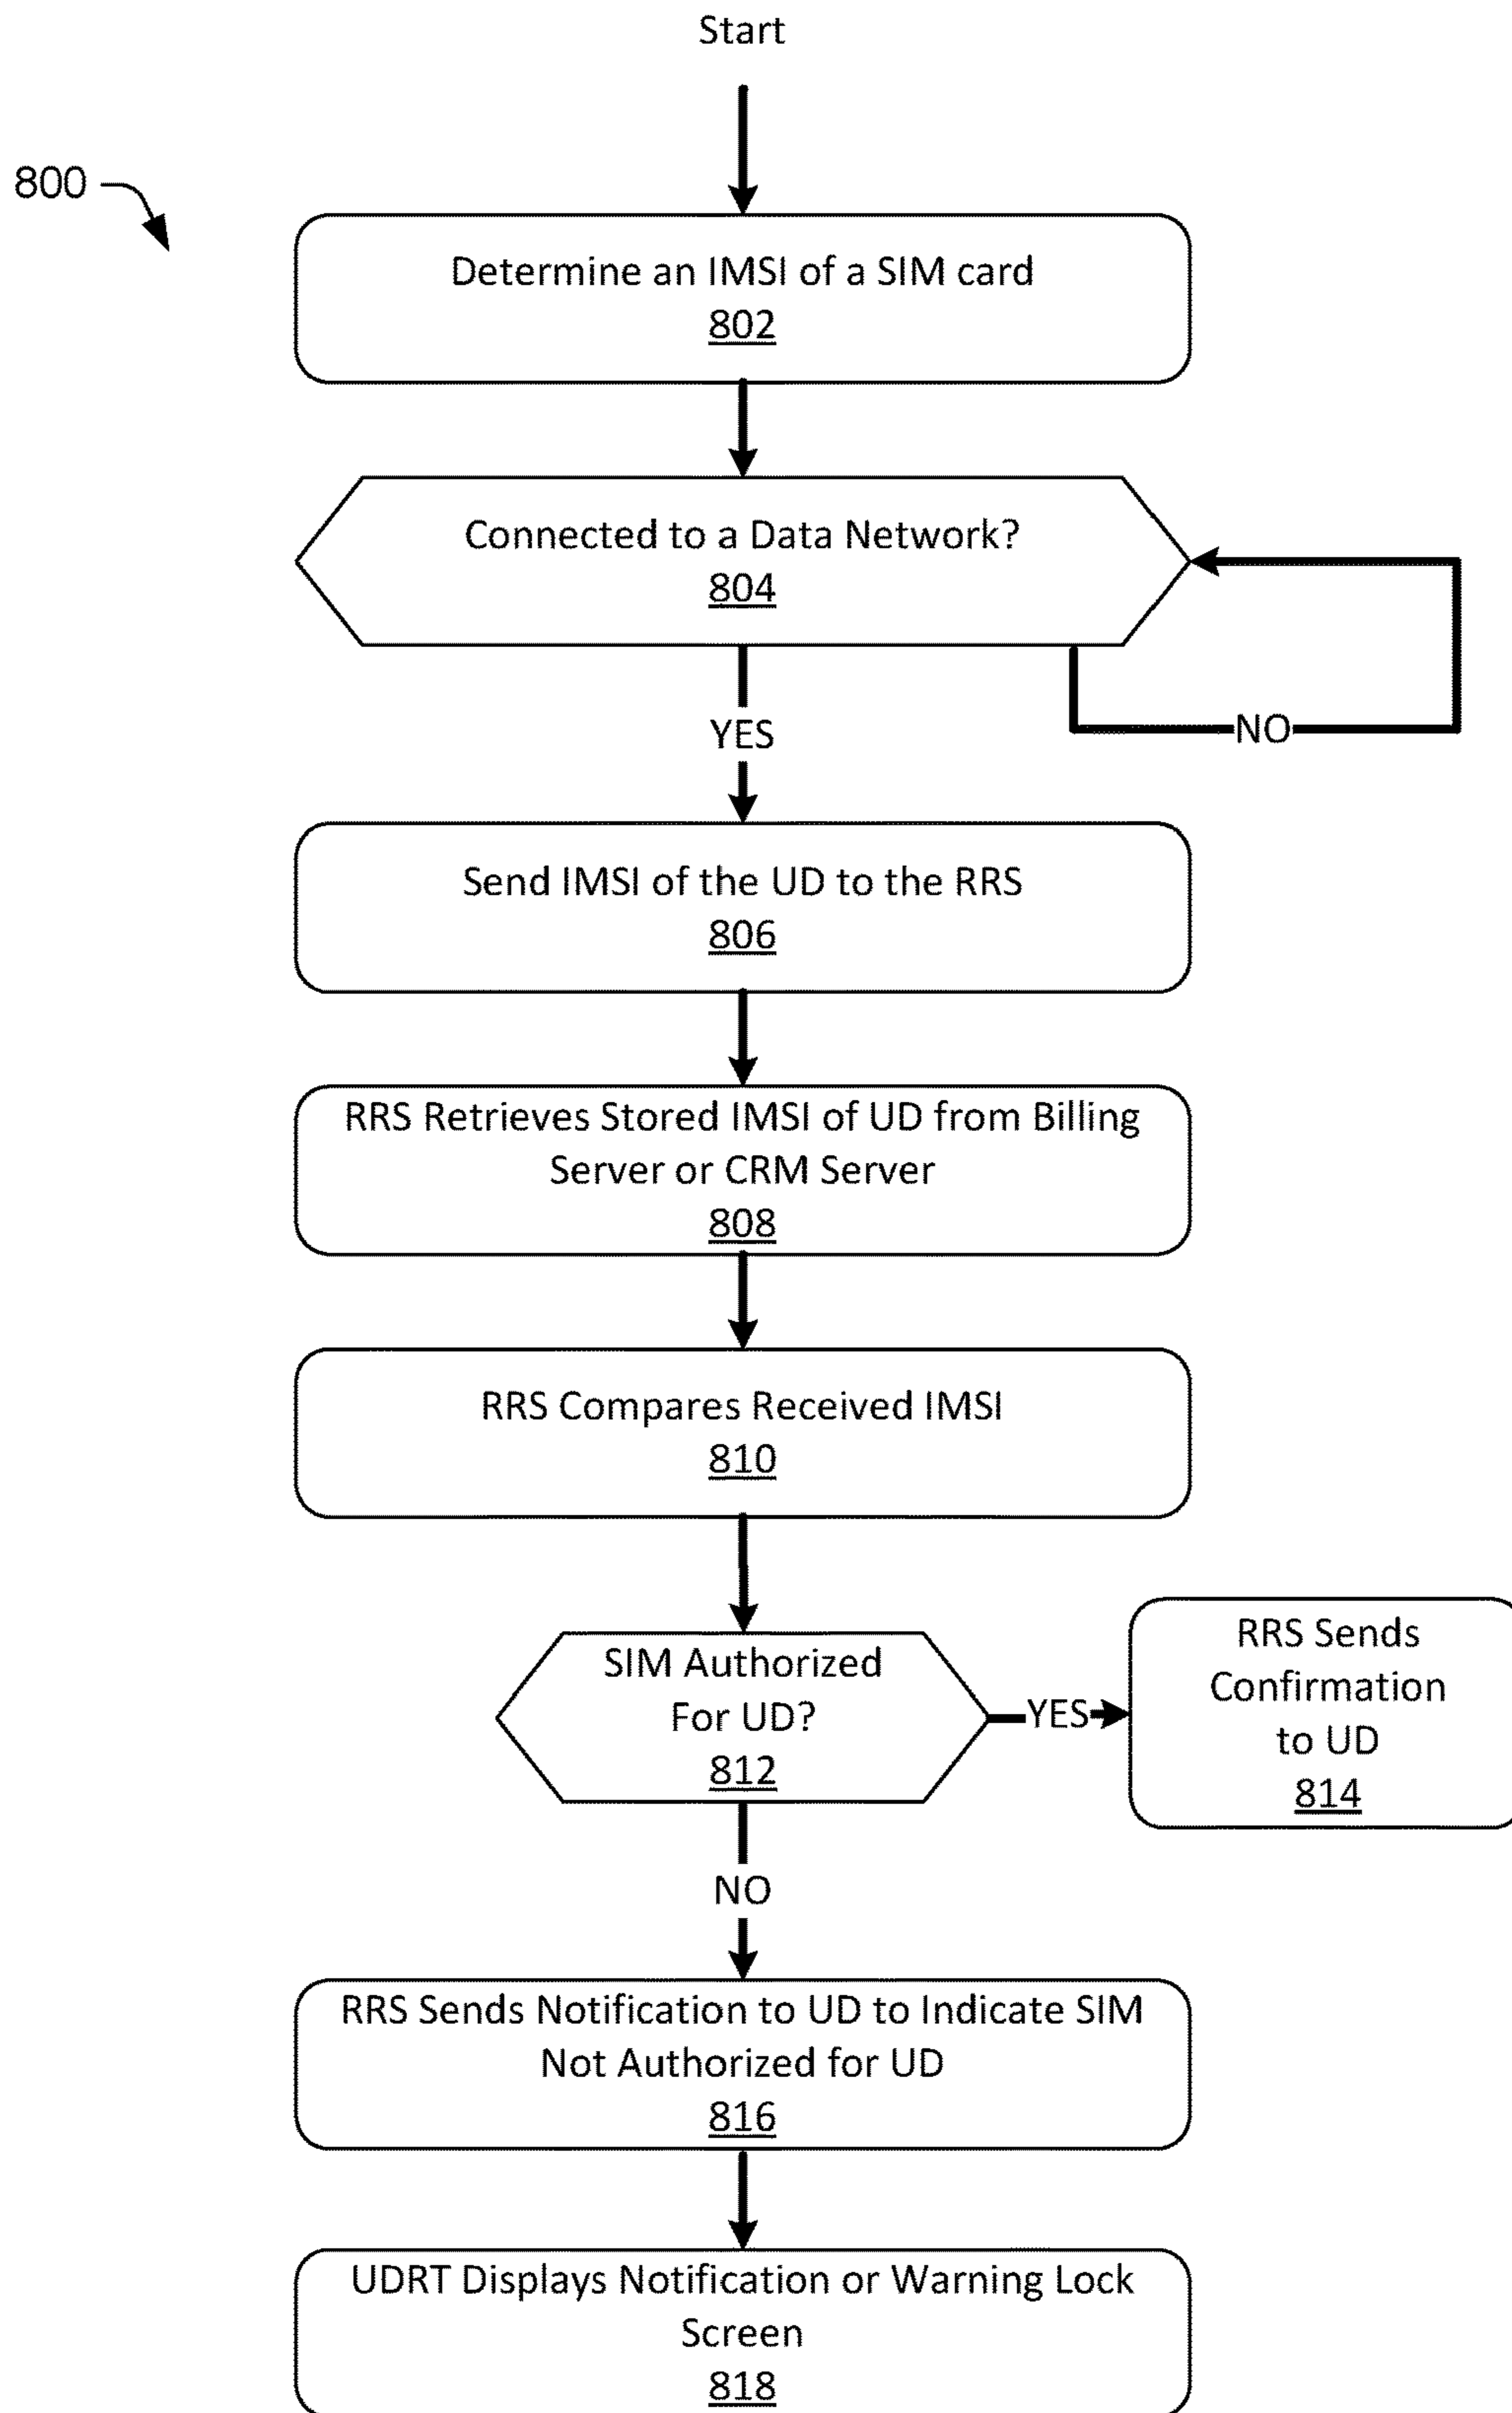 Start
800
Determine an IMSI of a SIM card
802
Connected to a Data Network?
804
YES
NO
Send IMSI of the UD to the RRS
806
RRS Retrieves Stored IMSI of UD from Billing
Server or CRM Server
808
RRS Compares Received IMSI
810
SIM Authorized
For UD?
812
YES
RRS Sends
Confirmation
to UD
814
NO
RRS Sends Notification to UD to Indicate SIM
Not Authorized for UD
816
UDRT Displays Notification or Warning Lock
Screen
818